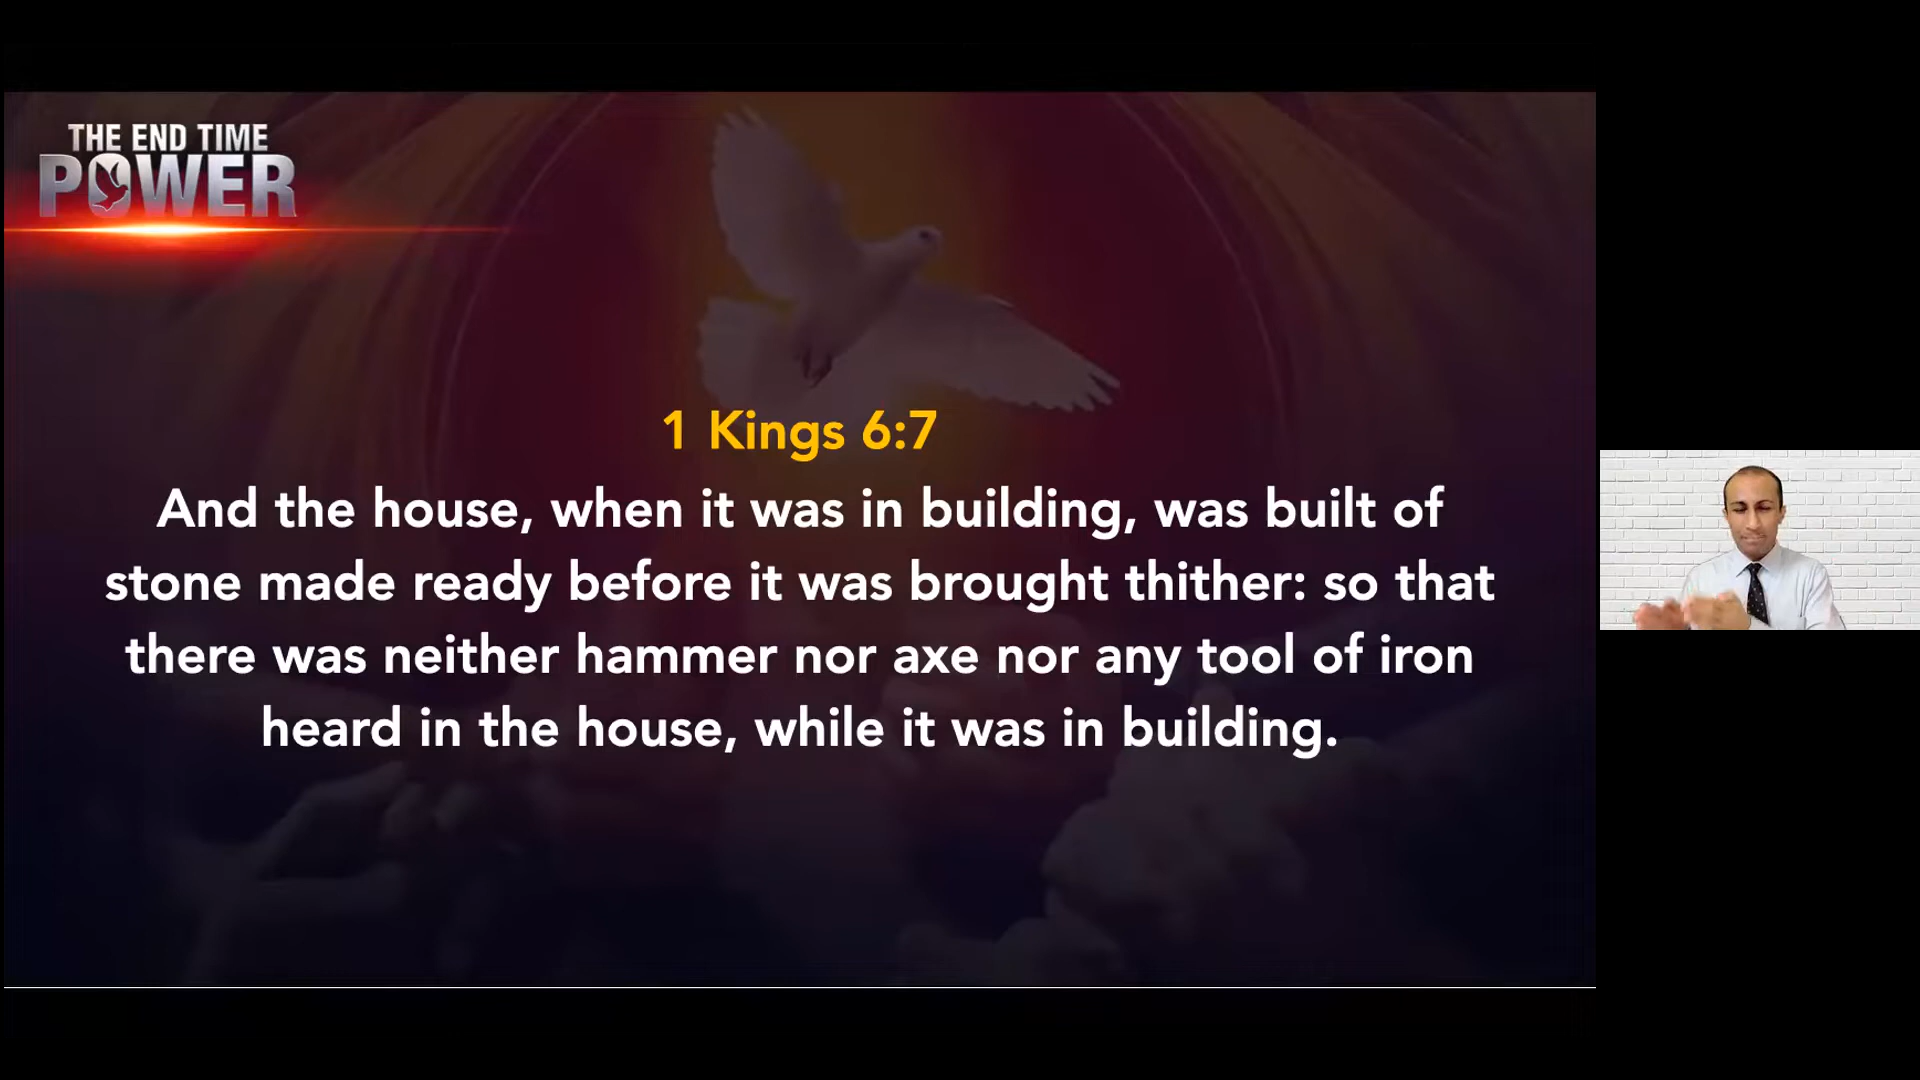 THE END TIME
POWER
1 Kings 6:7
And the house, when it was in building, was built of
stone made ready before it was brought thither: so that
there was neither hammer nor axe nor any tool of iron
heard in the house, while it was in building.